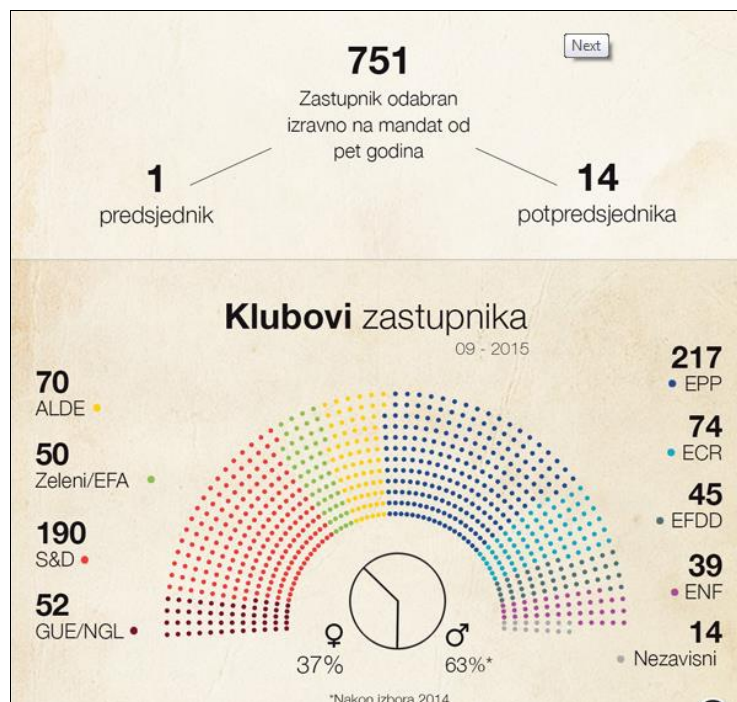 751
Next
Zastupnik odabran
izravno na mandat od
pet godina
1
predsjednik
14
potpredsjednika
Klubovi zastupnika
09 - 2015
70
ALDE
50
Zeleni/EFA
190
S&D
52
GUE/NGL
217
EPP
74
ECR
45
EFDD
39
ENF
14
Nezavisni
37%
63%*
*Nakon izbora 2014